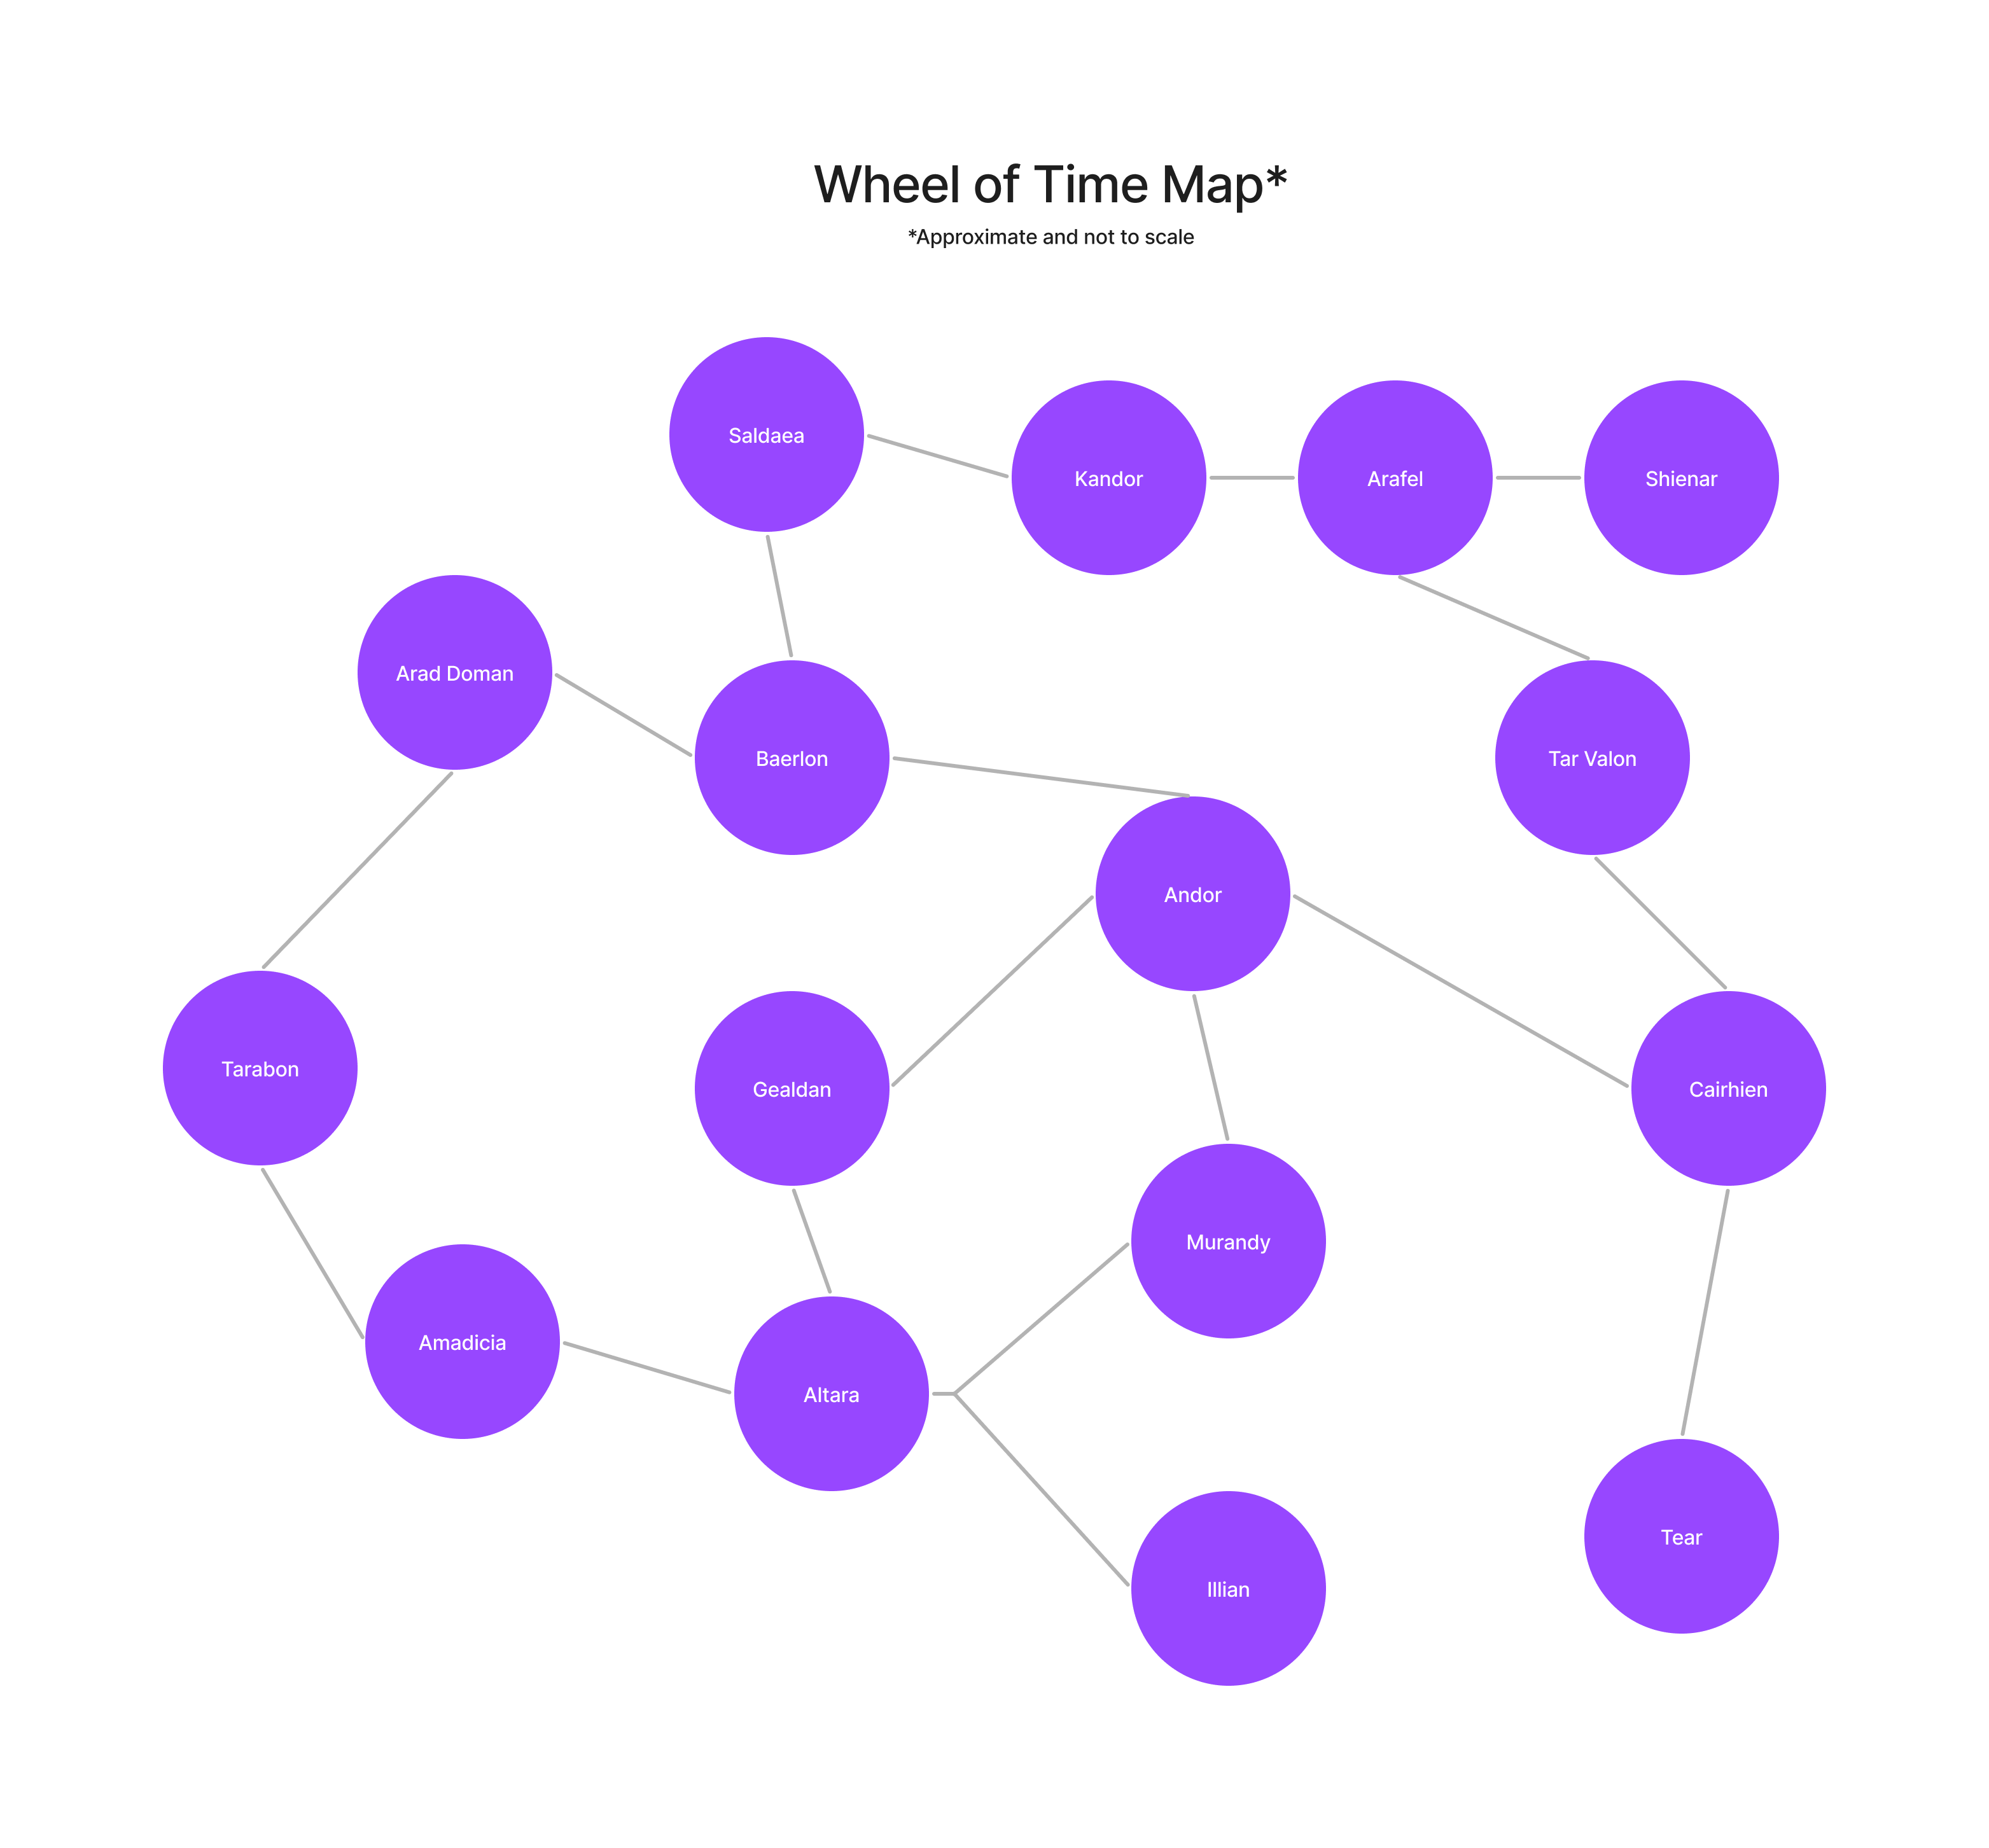 Wheel of Time Map*
*Approximate and not to scale
Saldaea
Kandor
Arafel
Shienar
Arad Doman
Baerlon
Tar Valon
Andor
Tarabon
Gealdan
Cairhien
Murandy
Amadicia
Altara
Tear
Illian